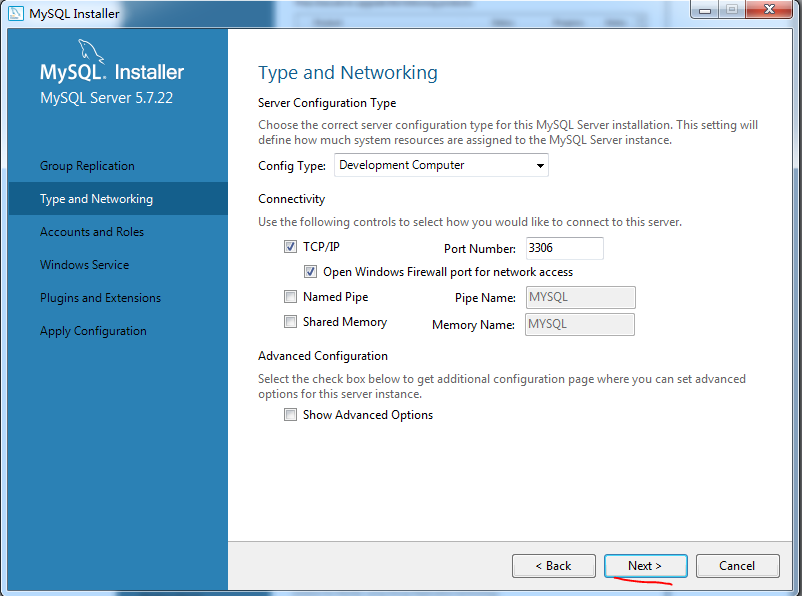 MySQL Installer
MySQL Installer
MySQL Server 5.7.22
Group Replication
Type and Networking
Accounts and Roles
Windows Service
Plugins and Extensions
Apply Configuration
Type and Networking
Server Configuration Type
Choose the correct server configuration type for this MySQL Server installation. This setting will
define how much system resources are assigned to the MySQL Server instance.
Config Type: Development Computer
Connectivity
Use the following controls to select how you would like to connect to this server.
TCP/IP Port Number: 3306
Open Windows Firewall port for network access
Named Pipe Pipe Name: MYSQL
Shared Memory Memory Name: MYSQL
Advanced Configuration
Select the check box below to get additional configuration page where you can set advanced
options for this server instance.
Show Advanced Options
< Back Next > Cancel